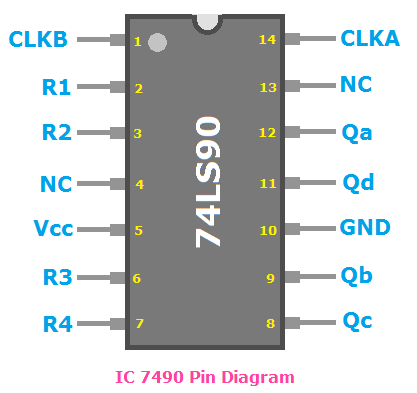 CLKB 1 14 CLKA
R1 2 13 NC
R2 3 12 Qa
NC 4 11 Qd
Vcc 5 10 GND
R3 6 9 Qb
R4 7 8 Qc
74LS90
IC 7490 Pin Diagram